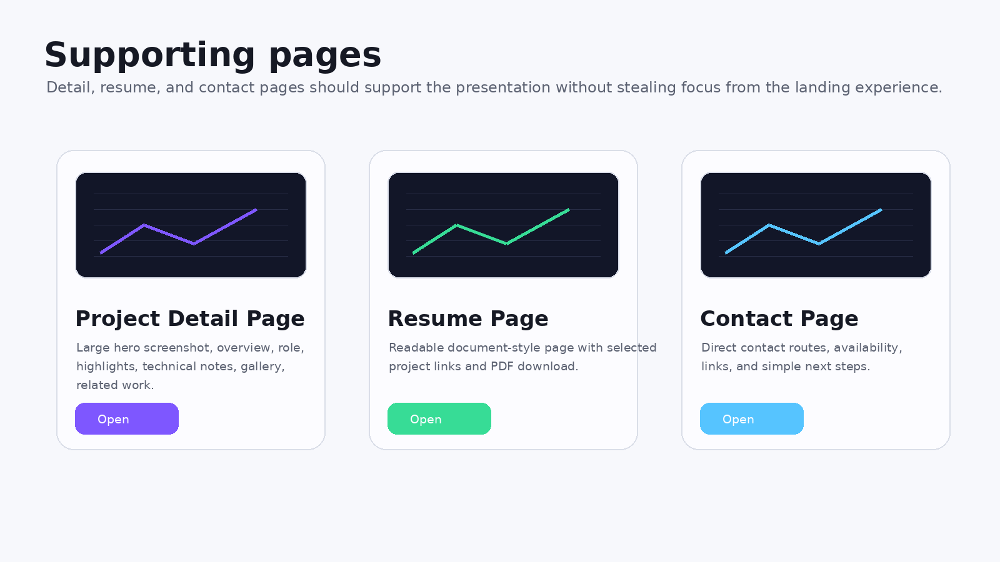 Supporting pages
Detail, resume, and contact pages should support the presentation without stealing focus from the landing experience.
Project Detail Page
Large hero screenshot, overview, role,
highlights, technical notes, gallery,
related work.
Open
Resume Page
Readable document-style page with selected
project links and PDF download.
Open
Contact Page
Direct contact routes, availability,
links, and simple next steps.
Open